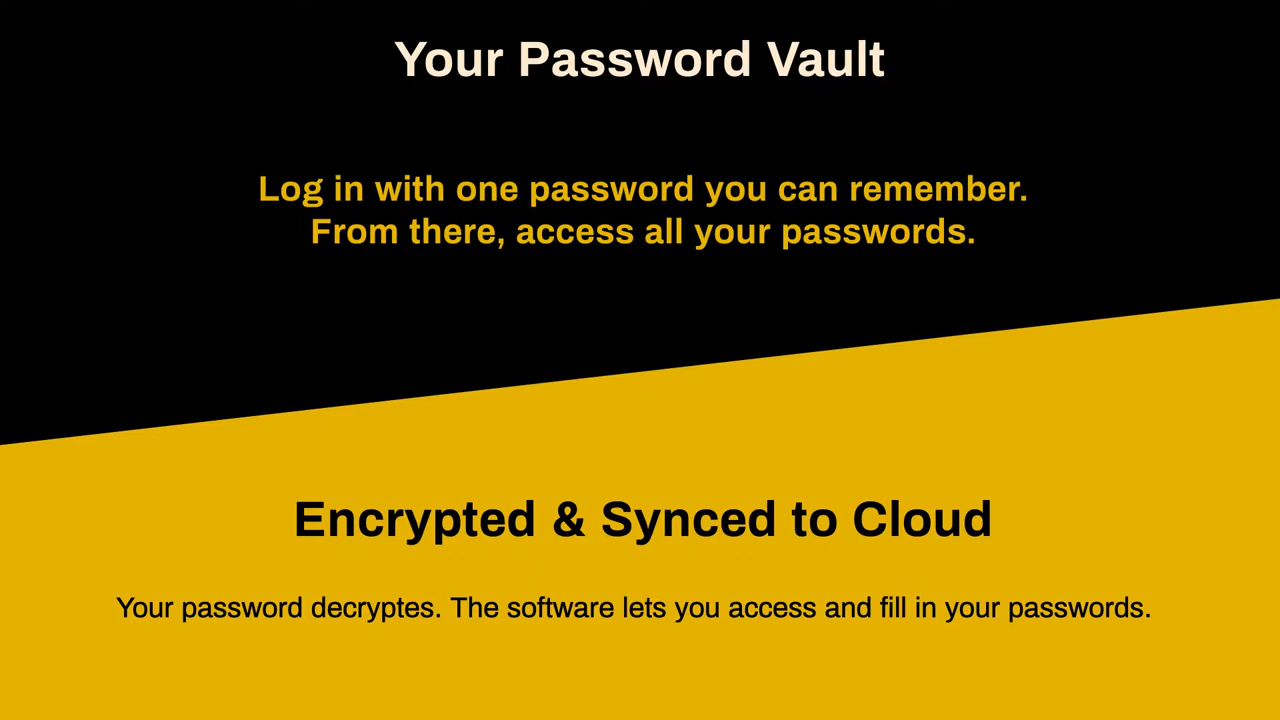 Your Password Vault
Log in with one password you can remember.
From there, access all your passwords.
Encrypted & Synced to Cloud
Your password decryptes. The software lets you access and fill in your passwords.